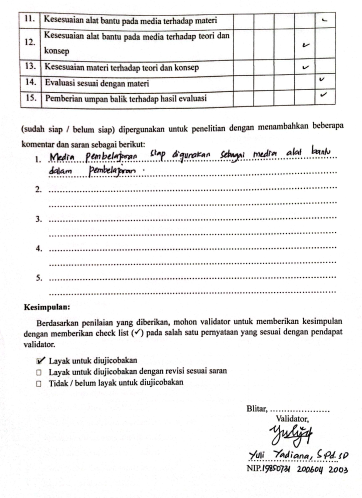 11. Kesesuaian alat bantu pada media terhadap materi ✓
12. Kesesuaian alat bantu pada media terhadap teori dan konsep ✓
13. Kesesuaian materi terhadap teori dan konsep ✓
14. Evaluasi sesuai dengan materi ✓
15. Pemberian umpan balik terhadap hasil evaluasi ✓
(sudah siap / belum siap) dipergunakan untuk penelitian dengan menambahkan beberapa
komentar dan saran sebagai berikut:
1. Media pembelajaran siap digunakan sebagai media alat bantu
dalam pembelajaran.
2. ....................
3. ....................
4. ....................
5. ....................
Kesimpulan:
Berdasarkan penilaian yang diberikan, mohon validator untuk memberikan kesimpulan
dengan memberikan check list (✓) pada salah satu pernyataan yang sesuai dengan pendapat
validator.
☑ Layak untuk diujicobakan
□ Layak untuk diujicobakan dengan revisi sesuai saran
□ Tidak / belum layak untuk diujicobakan
Blitar, ....................
Validator,
Yuli Yadiana, S.Pd.SD
NIP.19850731 200604 2003